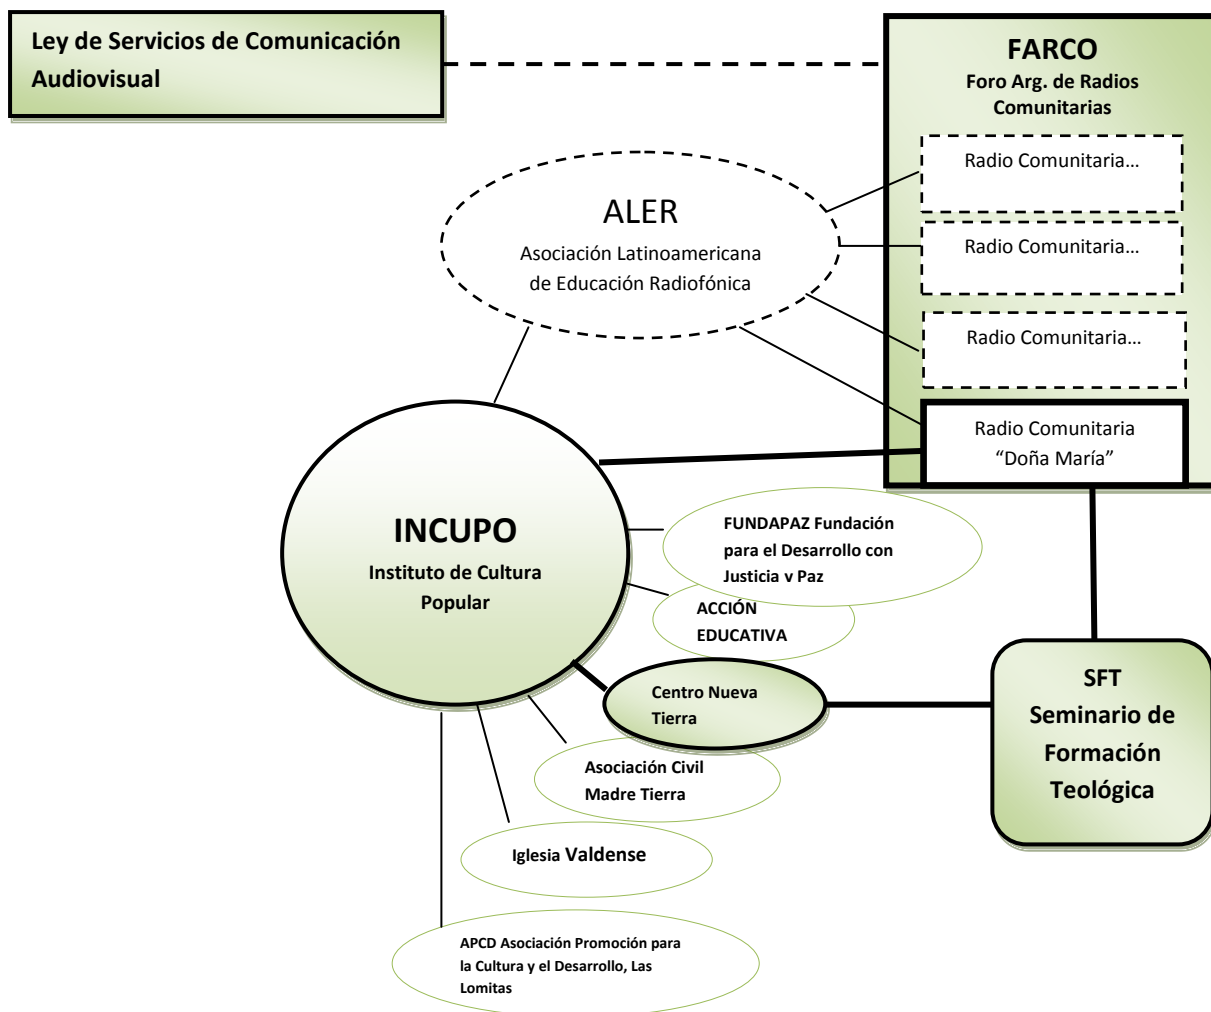 Ley de Servicios de Comunicación
Audiovisual
FARCO
Foro Arg. de Radios
Comunitarias
Radio Comunitaria…
Radio Comunitaria…
Radio Comunitaria…
Radio Comunitaria
“Doña María”
ALER
Asociación Latinoamericana
de Educación Radiofónica
INCUPO
Instituto de Cultura
Popular
FUNDAPAZ Fundación
para el Desarrollo con
Justicia v Paz
ACCIÓN
EDUCATIVA
Centro Nueva
Tierra
SFT
Seminario de
Formación
Teológica
Asociación Civil
Madre Tierra
Iglesia Valdense
APCD Asociación Promoción para
la Cultura y el Desarrollo, Las
Lomitas